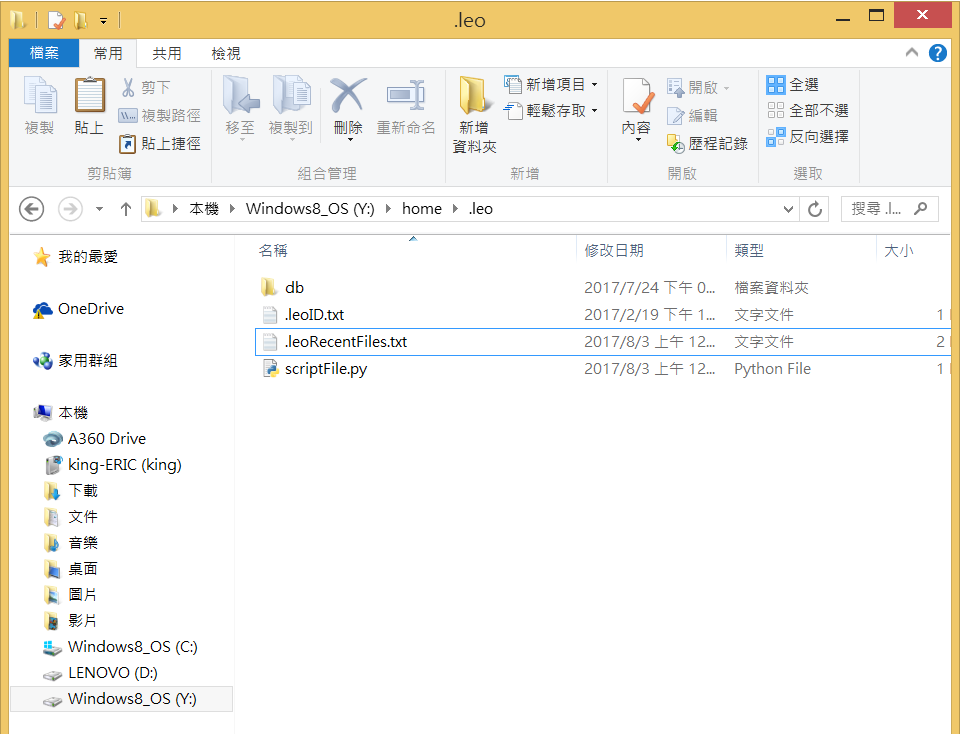 .leo
檔案 常用 共用 檢視
複製
貼上
剪下
複製路徑
貼上捷徑
剪貼簿
移至
複製到
刪除
重新命名
組合管理
新增
資料夾
新增項目
輕鬆存取
新增
內容
開啟
編輯
歷程記錄
開啟
全選
全部不選
反向選擇
選取
本機 Windows8_OS (Y:) home .leo
搜尋 .l...
我的最愛
OneDrive
家用群組
本機
A360 Drive
king-ERIC (king)
下載
文件
音樂
桌面
圖片
影片
Windows8_OS (C:)
LENOVO (D:)
Windows8_OS (Y:)
名稱 修改日期 類型 大小
db 2017/7/24 下午 0... 檔案資料夾
.leoID.txt 2017/2/19 下午 1... 文字文件 1
.leoRecentFiles.txt 2017/8/3 上午 12... 文字文件 2
scriptFile.py 2017/8/3 上午 12... Python File 1